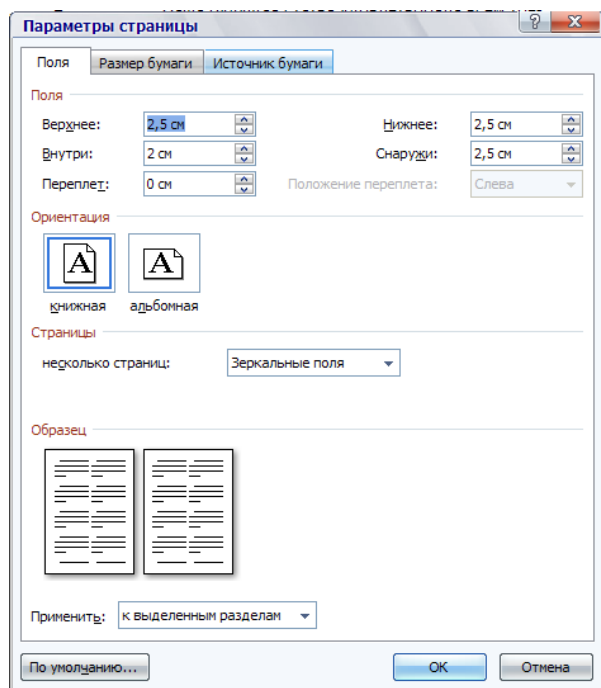 Параметры страницы
Поля Размер бумаги Источник бумаги
Поля
Верхнее: 2,5 см Нижнее: 2,5 см
Внутри: 2 см Снаружи: 2,5 см
Переплет: 0 см Положение переплета: Слева
Ориентация
A A
книжная альбомная
Страницы
несколько страниц: Зеркальные поля
Образец
Применить: к выделенным разделам
По умолчанию... ОК Отмена